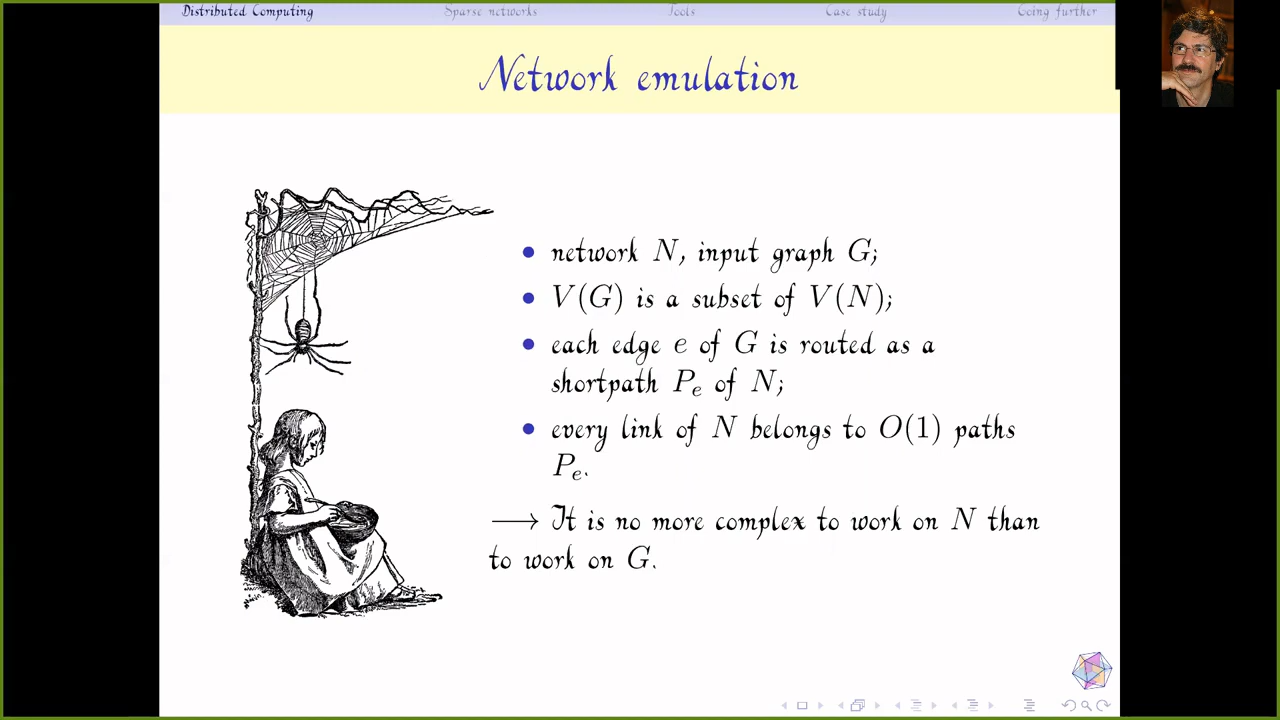 Distributed Computing Sparse networks Tools Case study Going further
Network emulation
• network N, input graph G;
• V(G) is a subset of V(N);
• each edge e of G is routed as a
shortpath Pₑ of N;
• every link of N belongs to O(1) paths
Pₑ.
⟶ It is no more complex to work on N than
to work on G.